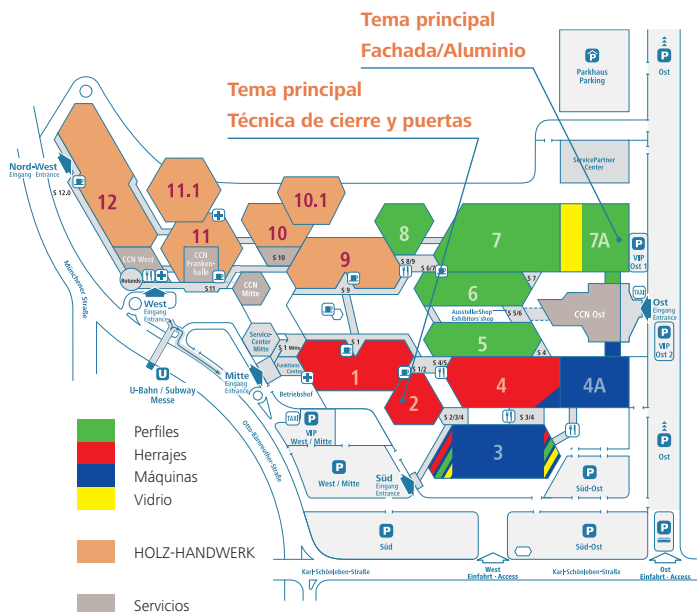 Tema principal
Fachada/Aluminio
Tema principal
Técnica de cierre y puertas
P
Parkhaus
Parking
P
Ost
ServicePartner
Center
Nord-West
Eingang Entrance
S 12.0
12
11.1
11
10.1
10
9
8
7
7A
6
5
4
4A
3
2
1
CCN West
CCN
Franken-
halle
Rotunde
S 11
S 10
CCN
Mitte
S 9
S 8/9
S 6/7
S 7
P
VIP
Ost 1
TAXI
Ost
Eingang
Entrance
P
VIP
Ost 2
AusstellerShop
Exhibitors' shop
S 5/6
CCN Ost
West
Eingang
Entrance
Münchener Straße
U
U-Bahn / Subway
Messe
Service-
Center
Mitte
S 1 Mitte
Funktions-
Center
S 1
S 1/2
S 4/5
S 4
Mitte
Eingang
Entrance
Betriebshof
TAXI
P
VIP
West / Mitte
S 2/3/4
S 3/4
Otto-Bärnreuther-Straße
P
West / Mitte
Süd
Eingang
Entrance
P
Süd-Ost
P
Ost
P
Süd
P
Süd-Ost
P
Karl-Schönleben-Straße
West
Einfahrt - Access
Karl-Schönleben-Straße
Ost
Einfahrt - Access
Perfiles
Herrajes
Máquinas
Vidrio
HOLZ-HANDWERK
Servicios